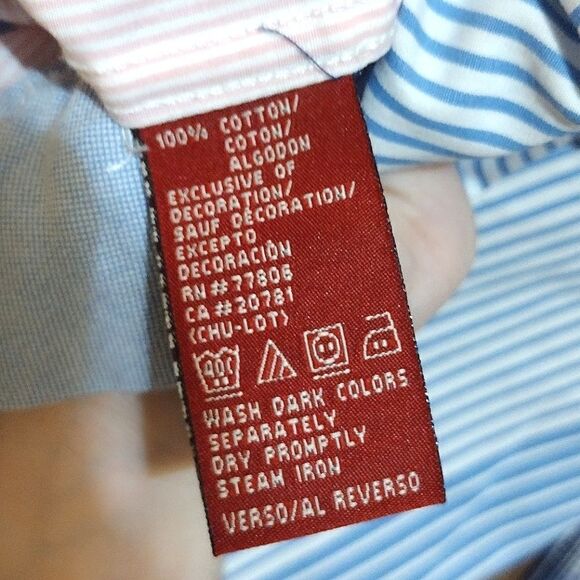 100% COTTON/
COTON/
ALGODON
EXCLUSIVE OF
DECORATION/
SAUF DÉCORATION/
EXCEPTO
DECORACIÓN
RN#77806
CA#20781
(CHU-LOT)
40C
WASH DARK COLORS
SEPARATELY
DRY PROMPTLY
STEAM IRON
VERSO/AL REVERSO